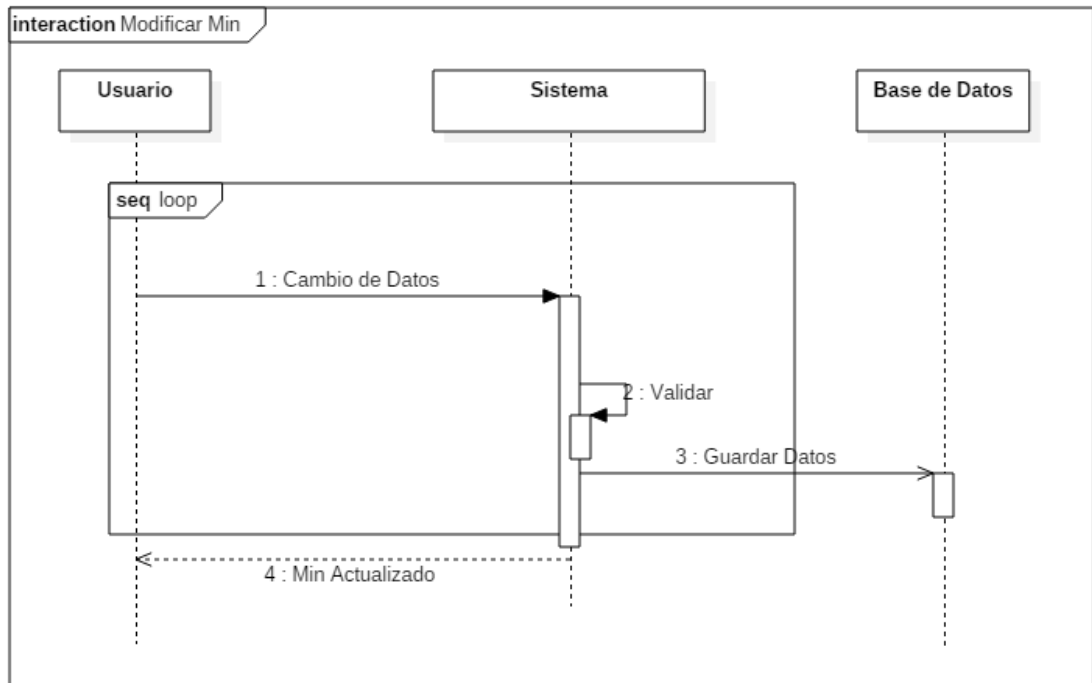 interaction Modificar Min
Usuario
Sistema
Base de Datos
seq loop
1 : Cambio de Datos
2 : Validar
3 : Guardar Datos
4 : Min Actualizado